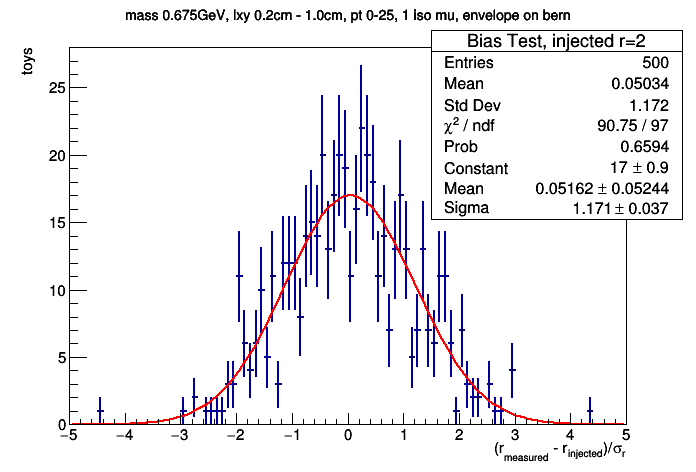 mass 0.675GeV, lxy 0.2cm - 1.0cm, pt 0-25, 1 Iso mu, envelope on bern
Bias Test, injected r=2
Entries 500
Mean 0.05034
Std Dev 1.172
χ² / ndf 90.75 / 97
Prob 0.6594
Constant 17 ± 0.9
Mean 0.05162 ± 0.05244
Sigma 1.171 ± 0.037
toys
25
20
15
10
5
0
−5 −4 −3 −2 −1 0 1 2 3 4 5
(r_measured - r_injected)/σ_r